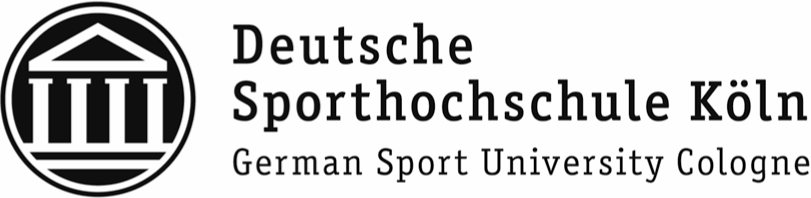 Deutsche
Sporthochschule Köln
German Sport University Cologne